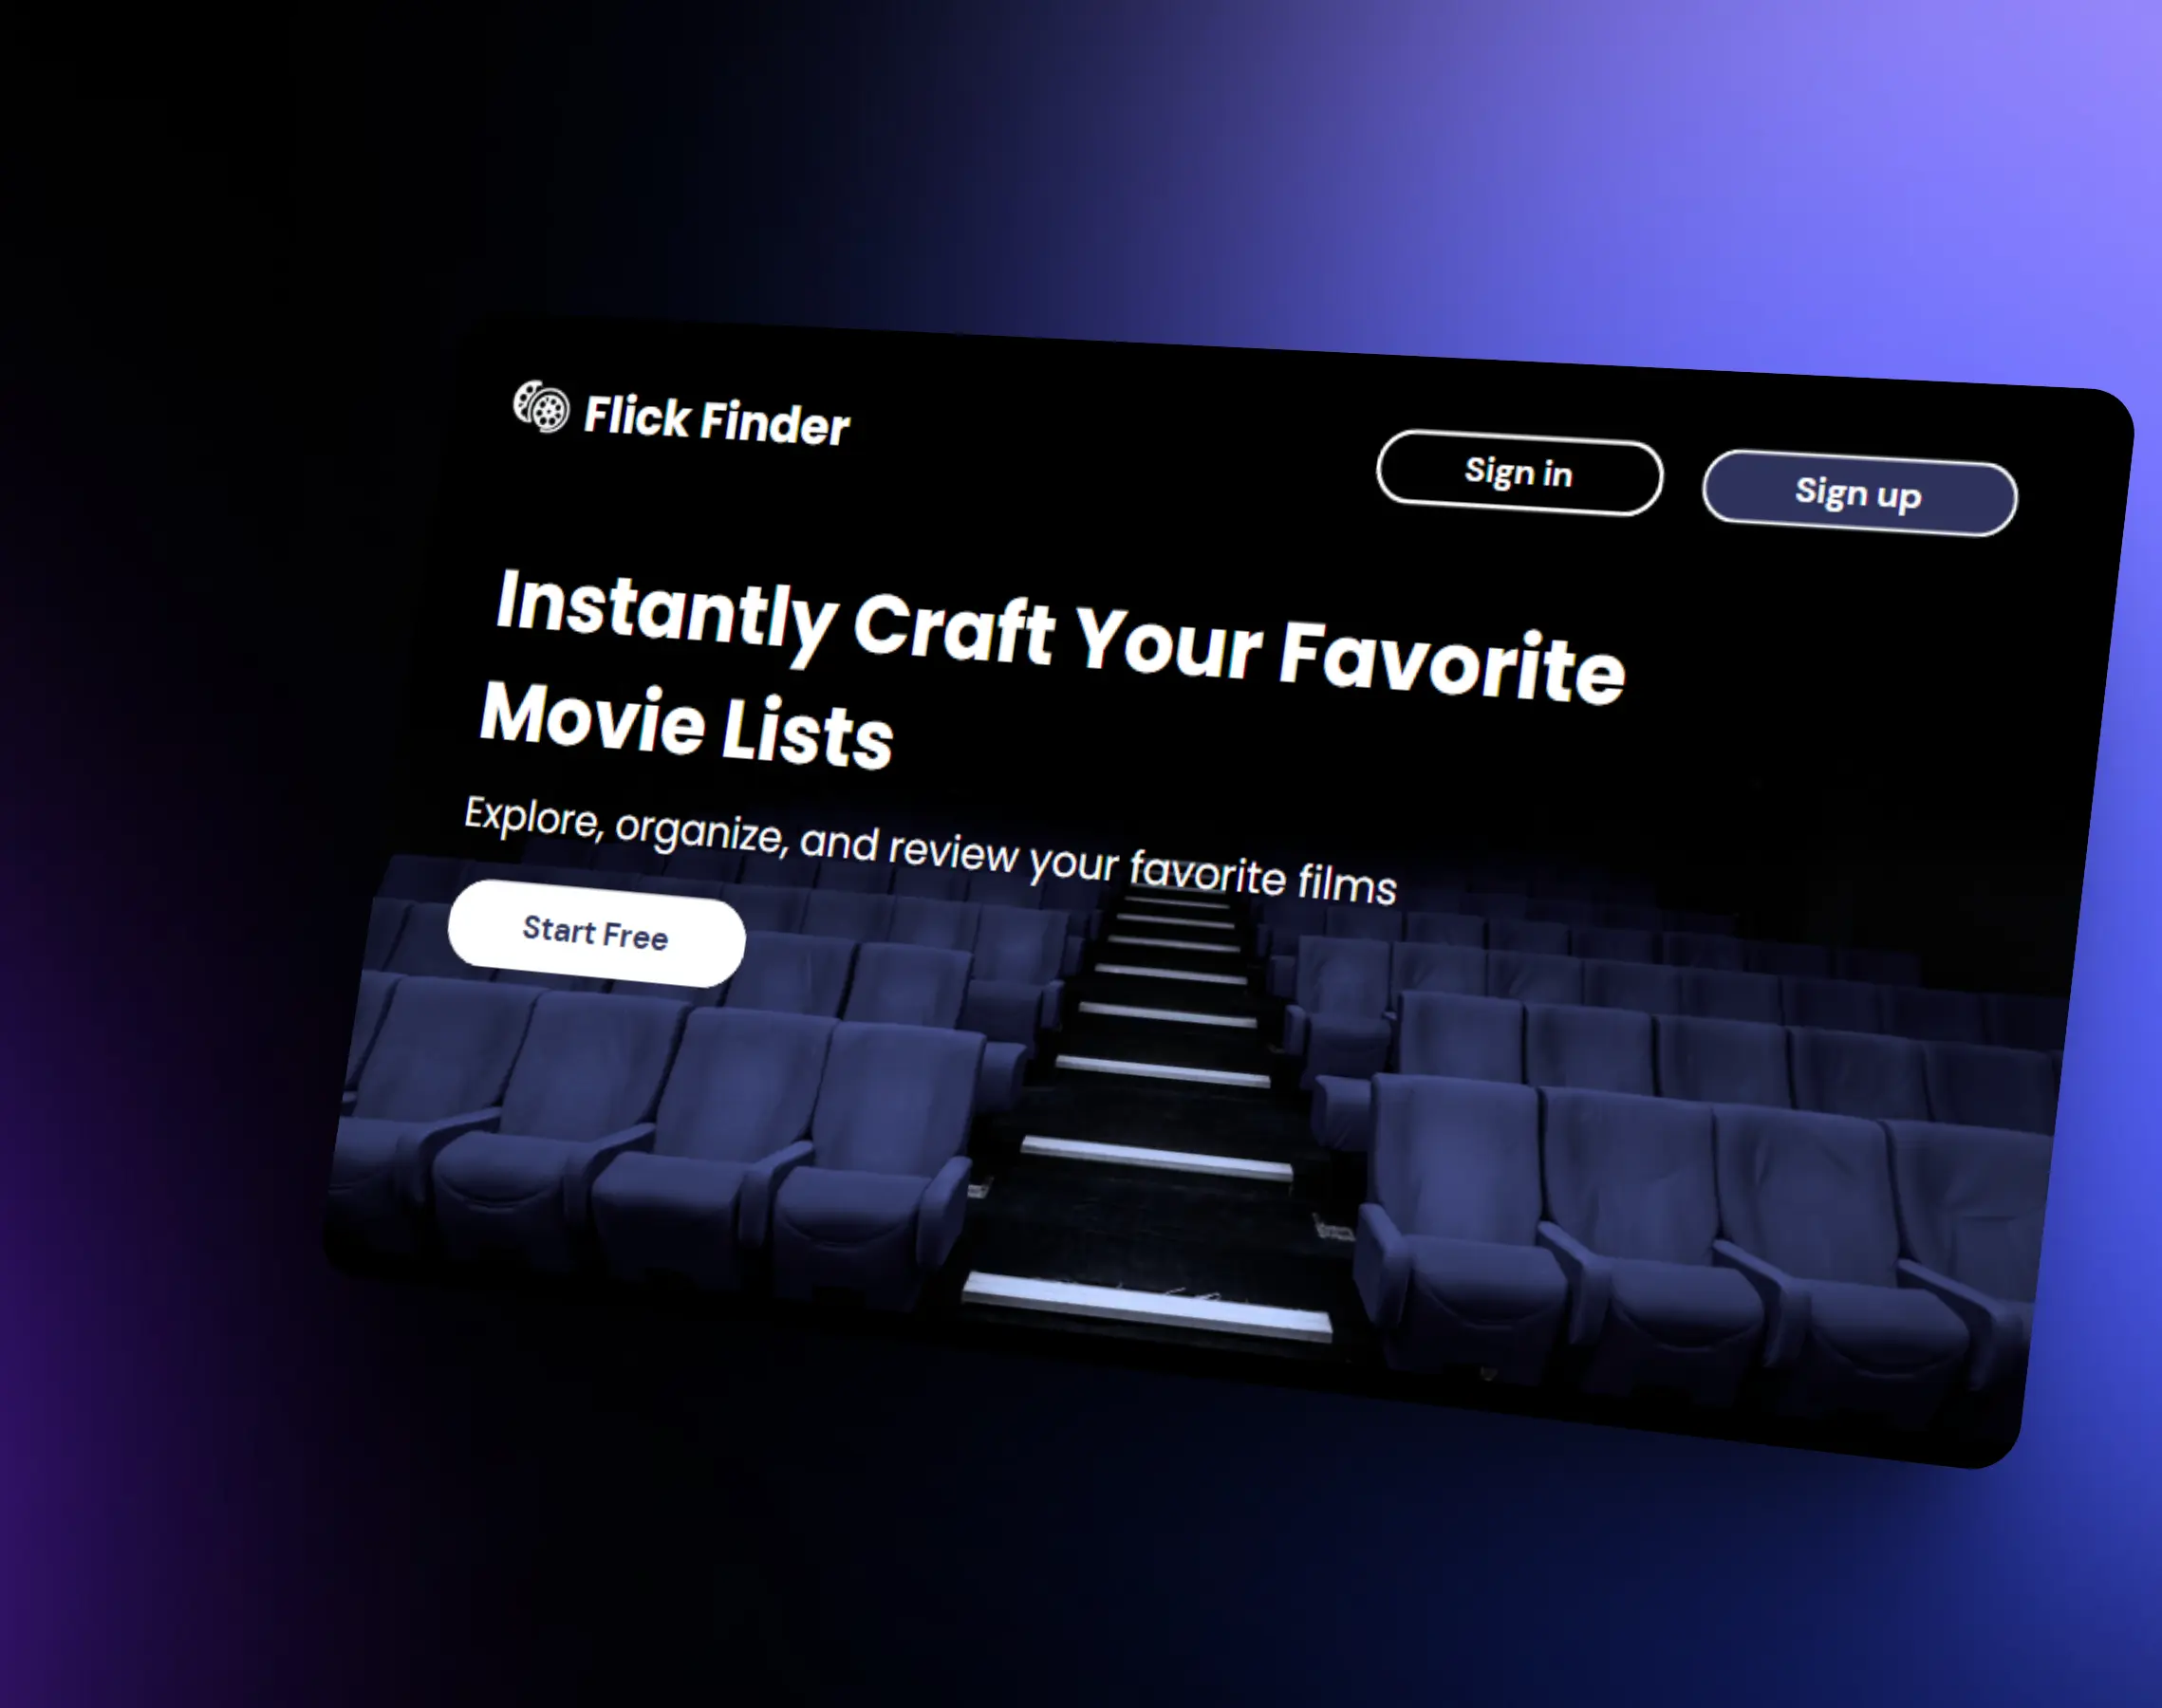 Flick Finder
Sign in
Sign up
Instantly Craft Your Favorite
Movie Lists
Explore, organize, and review your favorite films
Start Free